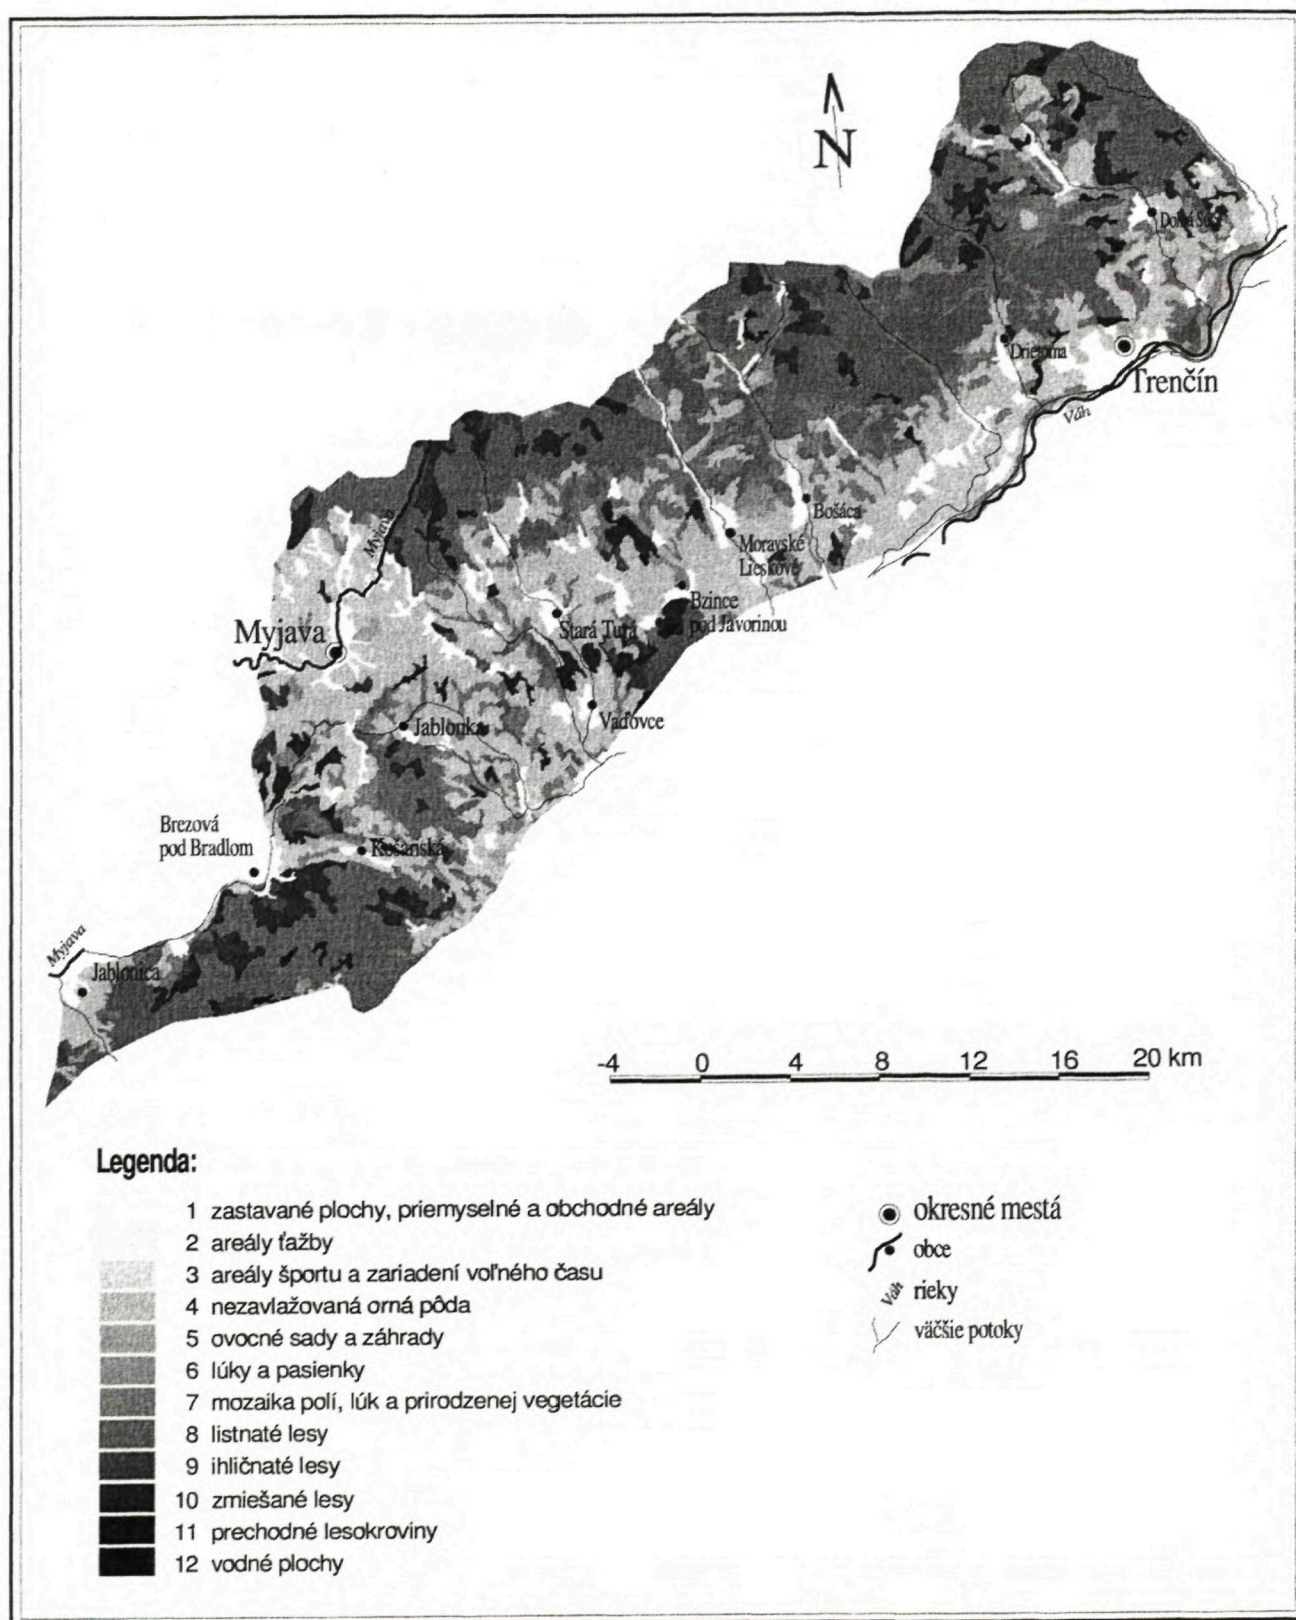 N
Dolná Súča
Drietoma
Trenčín
Váh
Myjava
Bošáca
Moravské
Lieskové
Bzince
pod Javorinou
Myjava
Stará Turá
Vaďovce
Jablonka
Brezová
pod Bradlom
Košariská
Myjava
Jablonica
-4 0 4 8 12 16 20 km
Legenda:
1 zastavané plochy, priemyselné a obchodné areály
2 areály ťažby
3 areály športu a zariadení voľného času
4 nezavlažovaná orná pôda
5 ovocné sady a záhrady
6 lúky a pasienky
7 mozaika polí, lúk a prirodzenej vegetácie
8 listnaté lesy
9 ihličnaté lesy
10 zmiešané lesy
11 prechodné lesokroviny
12 vodné plochy
okresné mestá
obce
Váh rieky
väčšie potoky